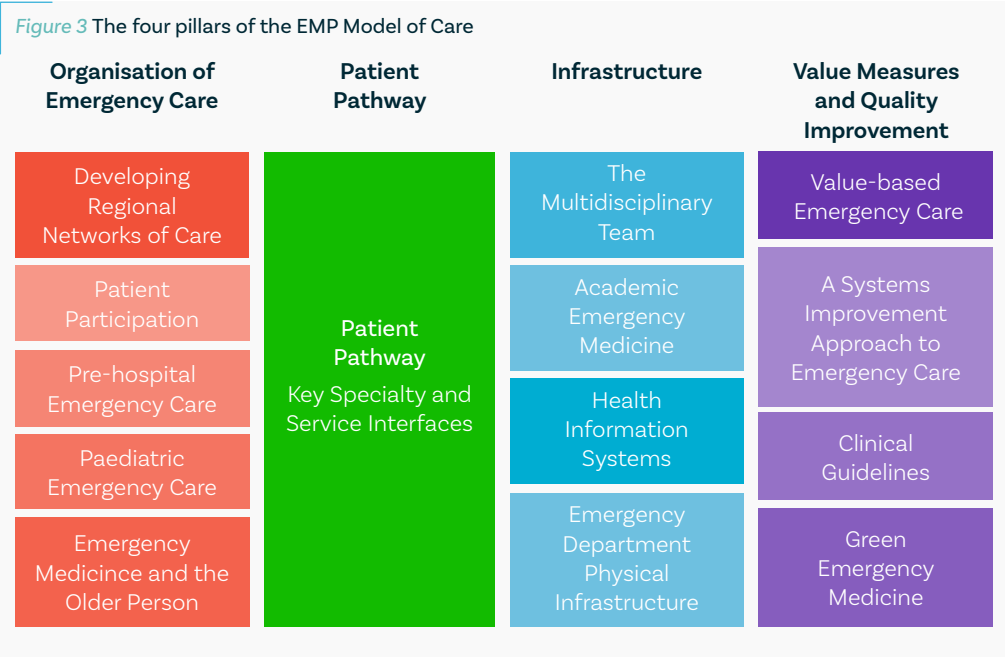 Figure 3 The four pillars of the EMP Model of Care
Organisation of
Emergency Care
Developing
Regional
Networks of Care
Patient
Participation
Pre-hospital
Emergency Care
Paediatric
Emergency Care
Emergency
Medicince and the
Older Person
Patient
Pathway
Patient
Pathway
Key Specialty and
Service Interfaces
Infrastructure
The
Multidisciplinary
Team
Academic
Emergency
Medicine
Health
Information
Systems
Emergency
Department
Physical
Infrastructure
Value Measures
and Quality
Improvement
Value-based
Emergency Care
A Systems
Improvement
Approach to
Emergency Care
Clinical
Guidelines
Green
Emergency
Medicine